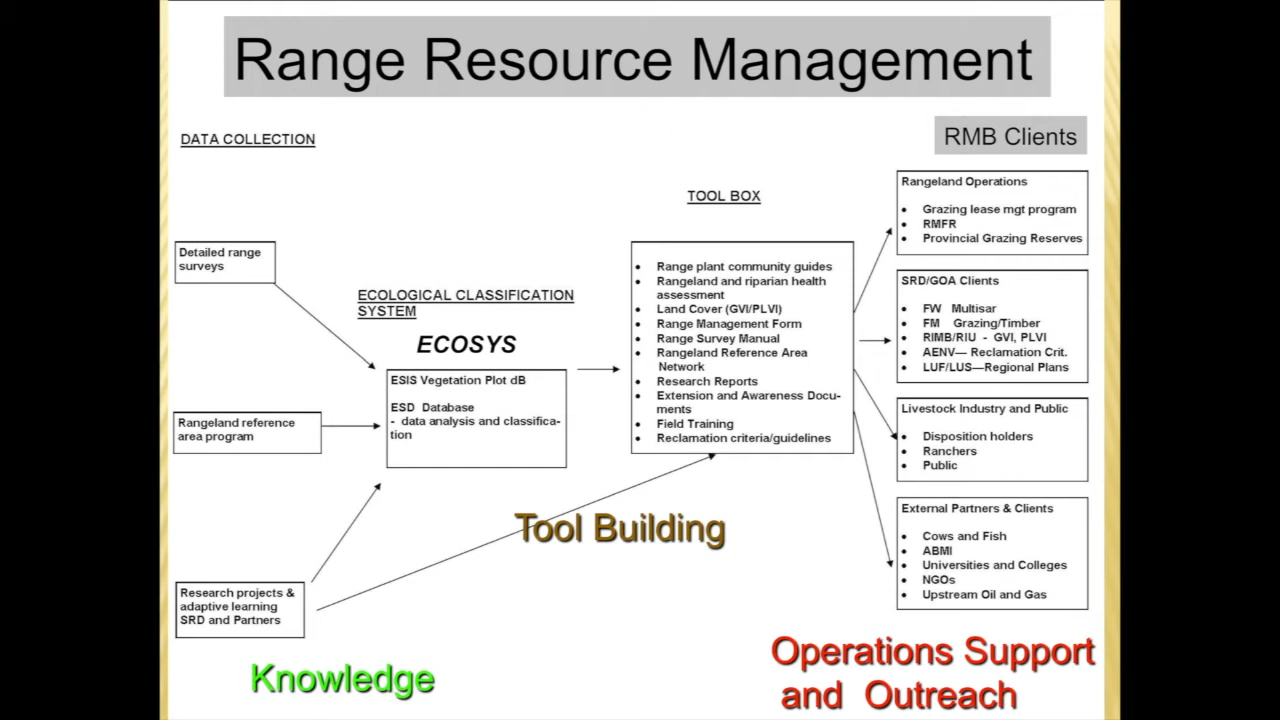 Range Resource Management
DATA COLLECTION
RMB Clients
Detailed range
surveys
Rangeland reference
area program
Research projects &
adaptive learning
SRD and Partners
Knowledge
ECOLOGICAL CLASSIFICATION
SYSTEM
ECOSYS
ESIS Vegetation Plot dB
ESD Database
- data analysis and classifica-
tion
Tool Building
TOOL BOX
• Range plant community guides
• Rangeland and riparian health
assessment
• Land Cover (GVI/PLVI)
• Range Management Form
• Range Survey Manual
• Rangeland Reference Area
Network
• Research Reports
• Extension and Awareness Docu-
ments
• Field Training
• Reclamation criteria/guidelines
Rangeland Operations
• Grazing lease mgt program
• RMFR
• Provincial Grazing Reserves
SRD/GOA Clients
• FW Multisar
• FM Grazing/Timber
• RIMB/RIU - GVI, PLVI
• AENV— Reclamation Crit.
• LUF/LUS—Regional Plans
Livestock Industry and Public
• Disposition holders
• Ranchers
• Public
External Partners & Clients
• Cows and Fish
• ABMI
• Universities and Colleges
• NGOs
• Upstream Oil and Gas
Operations Support
and Outreach